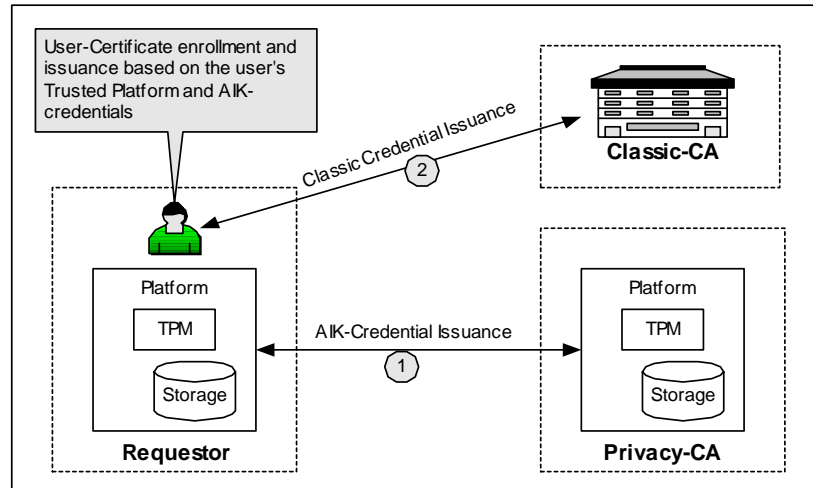 User-Certificate enrollment and
issuance based on the user's
Trusted Platform and AIK-
credentials
Classic-CA
Classic Credential Issuance
2
Platform
TPM
Storage
Requestor
AIK-Credential Issuance
1
Platform
TPM
Storage
Privacy-CA